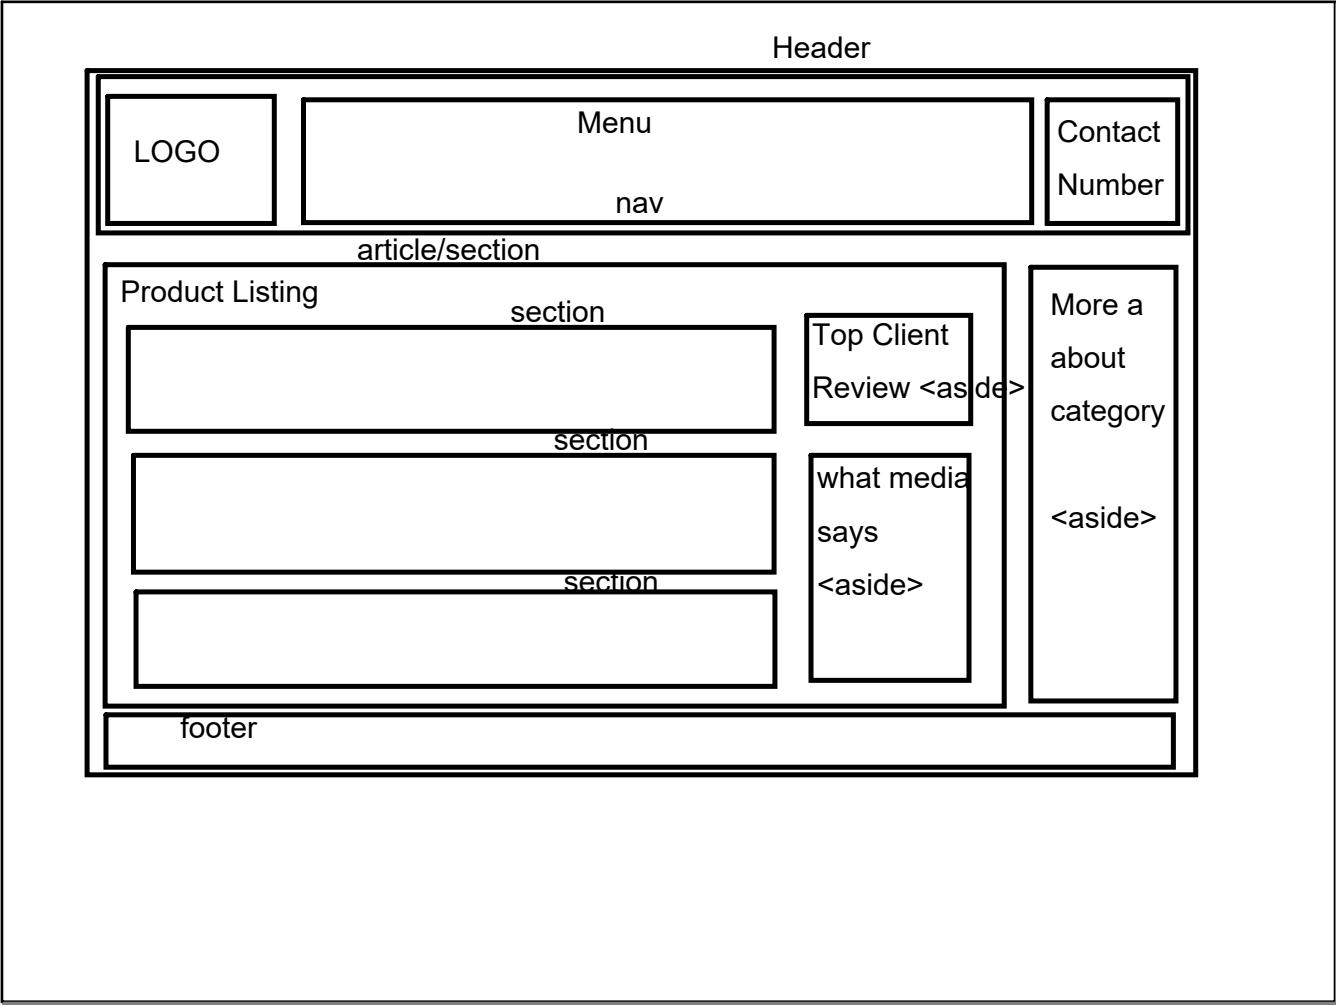 Header
LOGO
Menu
nav
Contact
Number
article/section
Product Listing
section
Top Client
Review <aside>
section
what media
says
<aside>
section
More a
about
category
<aside>
footer